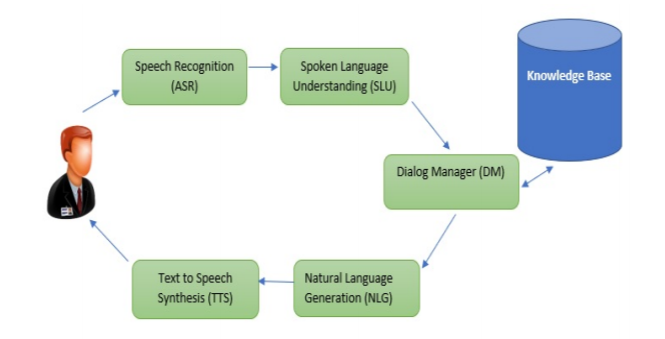 Speech Recognition
(ASR)
Spoken Language
Understanding (SLU)
Knowledge Base
Dialog Manager (DM)
Text to Speech
Synthesis (TTS)
Natural Language
Generation (NLG)